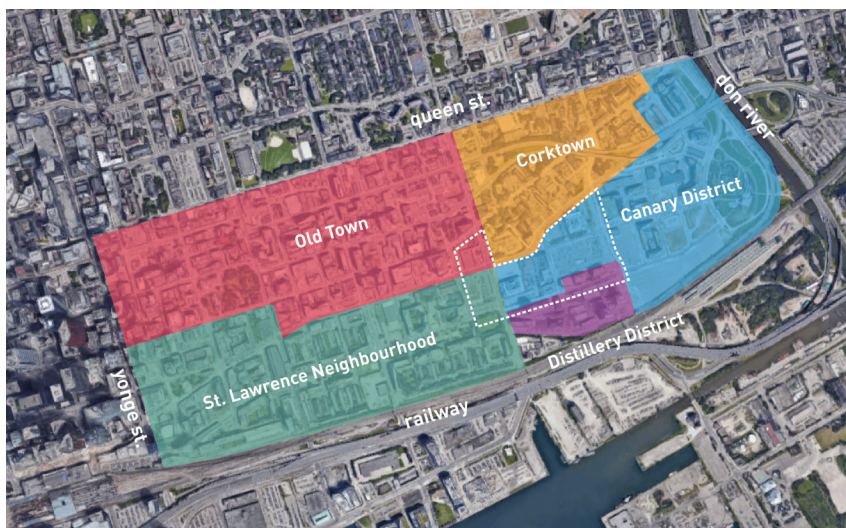 queen st.
don river
Corktown
Canary District
Old Town
St. Lawrence Neighbourhood
Distillery District
yonge st.
railway